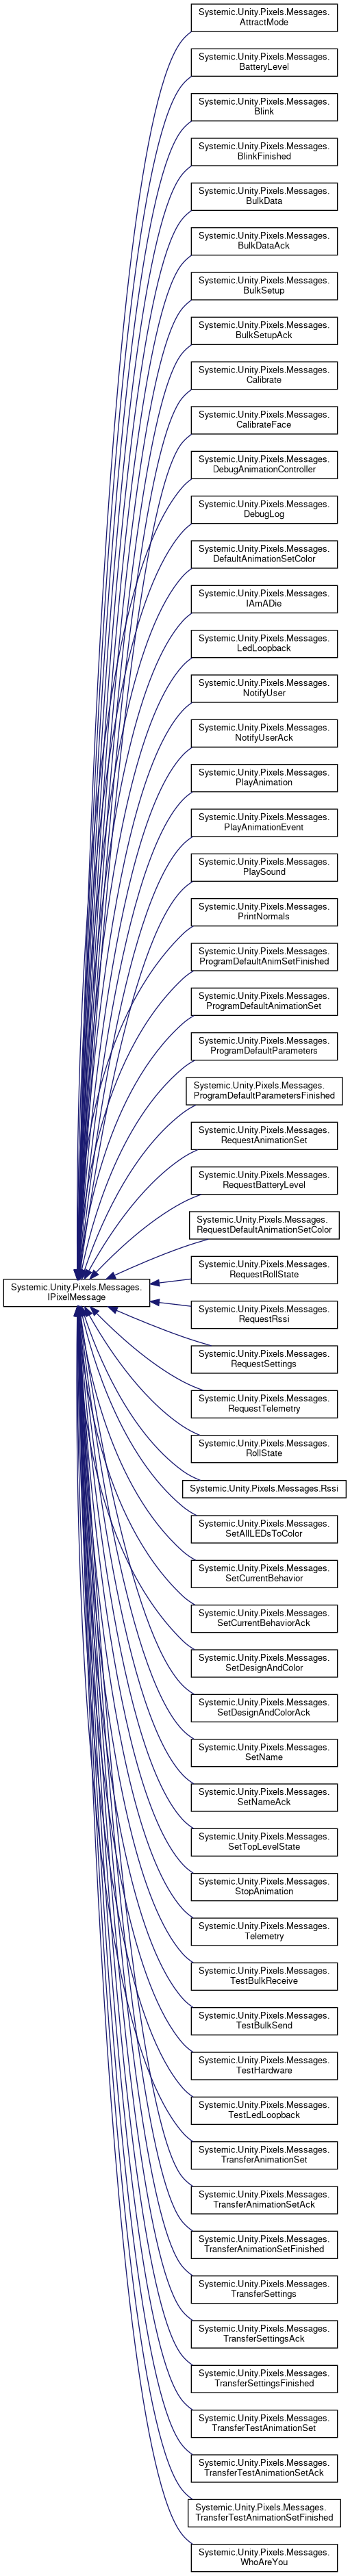 Systemic.Unity.Pixels.Messages.
AttractMode
Systemic.Unity.Pixels.Messages.
BatteryLevel
Systemic.Unity.Pixels.Messages.
Blink
Systemic.Unity.Pixels.Messages.
BlinkFinished
Systemic.Unity.Pixels.Messages.
BulkData
Systemic.Unity.Pixels.Messages.
BulkDataAck
Systemic.Unity.Pixels.Messages.
BulkSetup
Systemic.Unity.Pixels.Messages.
BulkSetupAck
Systemic.Unity.Pixels.Messages.
Calibrate
Systemic.Unity.Pixels.Messages.
CalibrateFace
Systemic.Unity.Pixels.Messages.
DebugAnimationController
Systemic.Unity.Pixels.Messages.
DebugLog
Systemic.Unity.Pixels.Messages.
DefaultAnimationSetColor
Systemic.Unity.Pixels.Messages.
IAmADie
Systemic.Unity.Pixels.Messages.
LedLoopback
Systemic.Unity.Pixels.Messages.
NotifyUser
Systemic.Unity.Pixels.Messages.
NotifyUserAck
Systemic.Unity.Pixels.Messages.
PlayAnimation
Systemic.Unity.Pixels.Messages.
PlayAnimationEvent
Systemic.Unity.Pixels.Messages.
PlaySound
Systemic.Unity.Pixels.Messages.
PrintNormals
Systemic.Unity.Pixels.Messages.
ProgramDefaultAnimSetFinished
Systemic.Unity.Pixels.Messages.
ProgramDefaultAnimationSet
Systemic.Unity.Pixels.Messages.
ProgramDefaultParameters
Systemic.Unity.Pixels.Messages.
ProgramDefaultParametersFinished
Systemic.Unity.Pixels.Messages.
RequestAnimationSet
Systemic.Unity.Pixels.Messages.
RequestBatteryLevel
Systemic.Unity.Pixels.Messages.
RequestDefaultAnimationSetColor
Systemic.Unity.Pixels.Messages.
RequestRollState
Systemic.Unity.Pixels.Messages.
IPixelMessage
Systemic.Unity.Pixels.Messages.
RequestRssi
Systemic.Unity.Pixels.Messages.
RequestSettings
Systemic.Unity.Pixels.Messages.
RequestTelemetry
Systemic.Unity.Pixels.Messages.
RollState
Systemic.Unity.Pixels.Messages.Rssi
Systemic.Unity.Pixels.Messages.
SetAllLEDsToColor
Systemic.Unity.Pixels.Messages.
SetCurrentBehavior
Systemic.Unity.Pixels.Messages.
SetCurrentBehaviorAck
Systemic.Unity.Pixels.Messages.
SetDesignAndColor
Systemic.Unity.Pixels.Messages.
SetDesignAndColorAck
Systemic.Unity.Pixels.Messages.
SetName
Systemic.Unity.Pixels.Messages.
SetNameAck
Systemic.Unity.Pixels.Messages.
SetTopLevelState
Systemic.Unity.Pixels.Messages.
StopAnimation
Systemic.Unity.Pixels.Messages.
Telemetry
Systemic.Unity.Pixels.Messages.
TestBulkReceive
Systemic.Unity.Pixels.Messages.
TestBulkSend
Systemic.Unity.Pixels.Messages.
TestHardware
Systemic.Unity.Pixels.Messages.
TestLedLoopback
Systemic.Unity.Pixels.Messages.
TransferAnimationSet
Systemic.Unity.Pixels.Messages.
TransferAnimationSetAck
Systemic.Unity.Pixels.Messages.
TransferAnimationSetFinished
Systemic.Unity.Pixels.Messages.
TransferSettings
Systemic.Unity.Pixels.Messages.
TransferSettingsAck
Systemic.Unity.Pixels.Messages.
TransferSettingsFinished
Systemic.Unity.Pixels.Messages.
TransferTestAnimationSet
Systemic.Unity.Pixels.Messages.
TransferTestAnimationSetAck
Systemic.Unity.Pixels.Messages.
TransferTestAnimationSetFinished
Systemic.Unity.Pixels.Messages.
WhoAreYou